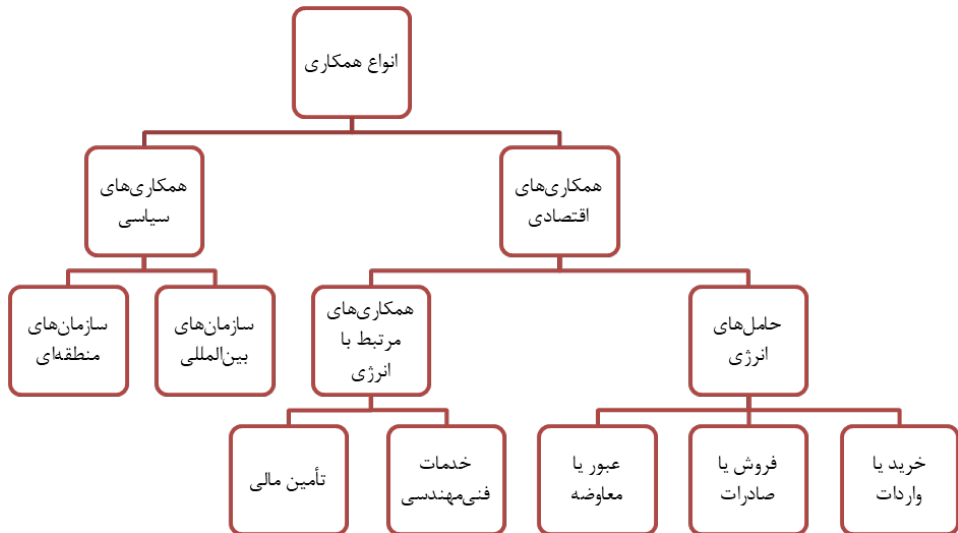 انواع همکاری
همکاری‌های
اقتصادی
همکاری‌های
سیاسی
حامل‌های
انرژی
همکاری‌های
مرتبط با
انرژی
سازمان‌های
بین‌المللی
سازمان‌های
منطقه‌ای
خرید یا
واردات
فروش یا
صادرات
عبور یا
معاوضه
خدمات
فنی‌مهندسی
تأمین مالی